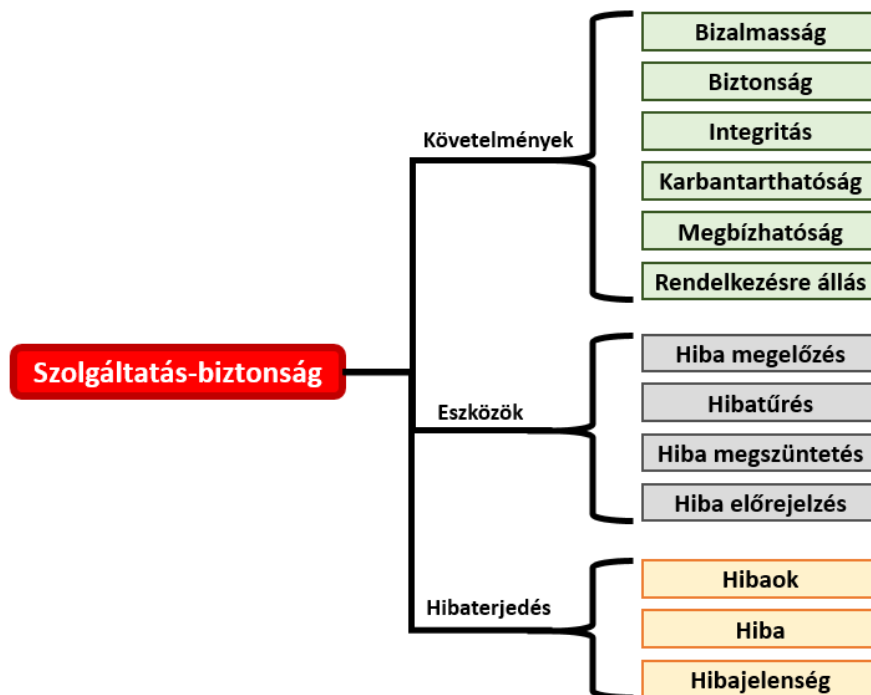 Szolgáltatás-biztonság
Követelmények
Bizalmasság
Biztonság
Integritás
Karbantarthatóság
Megbízhatóság
Rendelkezésre állás
Eszközök
Hiba megelőzés
Hibatűrés
Hiba megszüntetés
Hiba előrejelzés
Hibaterjedés
Hibaok
Hiba
Hibajelenség